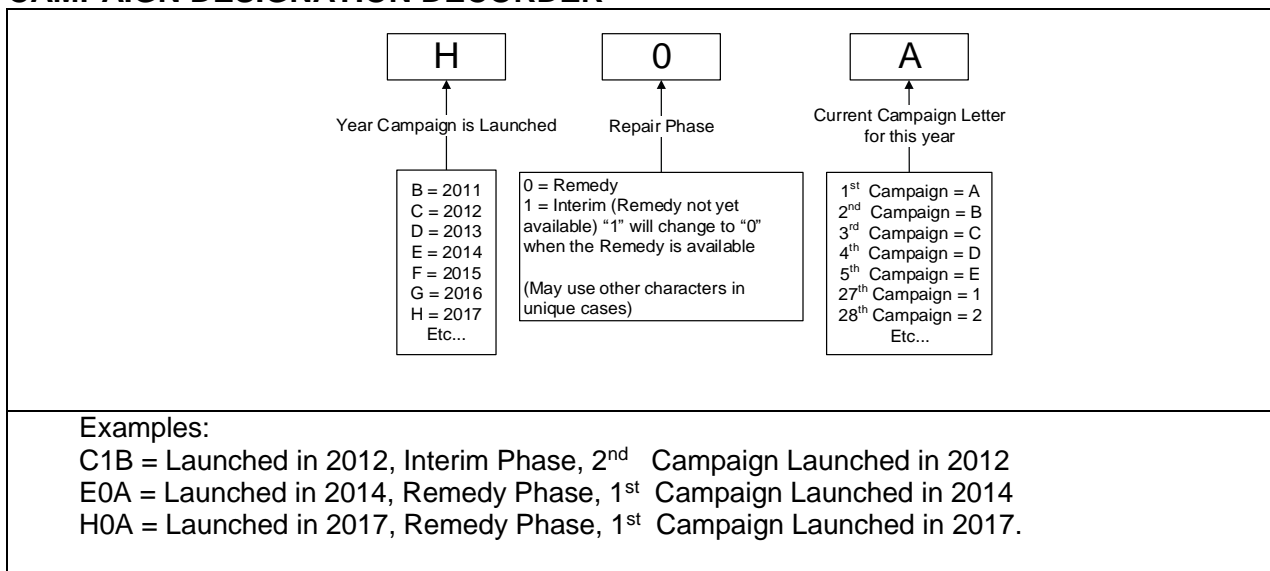 CAMPAIGN DESIGNATION DECORDER
H 0 A
Year Campaign is Launched
Repair Phase
Current Campaign Letter
for this year
B = 2011
C = 2012
D = 2013
E = 2014
F = 2015
G = 2016
H = 2017
Etc...
0 = Remedy
1 = Interim (Remedy not yet
available) “1” will change to “0”
when the Remedy is available
(May use other characters in
unique cases)
1st Campaign = A
2nd Campaign = B
3rd Campaign = C
4th Campaign = D
5th Campaign = E
27th Campaign = 1
28th Campaign = 2
Etc...
Examples:
C1B = Launched in 2012, Interim Phase, 2nd Campaign Launched in 2012
E0A = Launched in 2014, Remedy Phase, 1st Campaign Launched in 2014
H0A = Launched in 2017, Remedy Phase, 1st Campaign Launched in 2017.